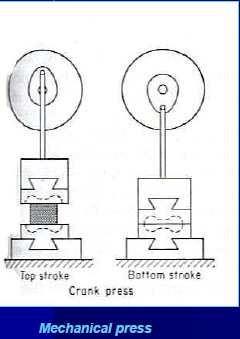 Top stroke
Bottom stroke
Crank press
Mechanical press